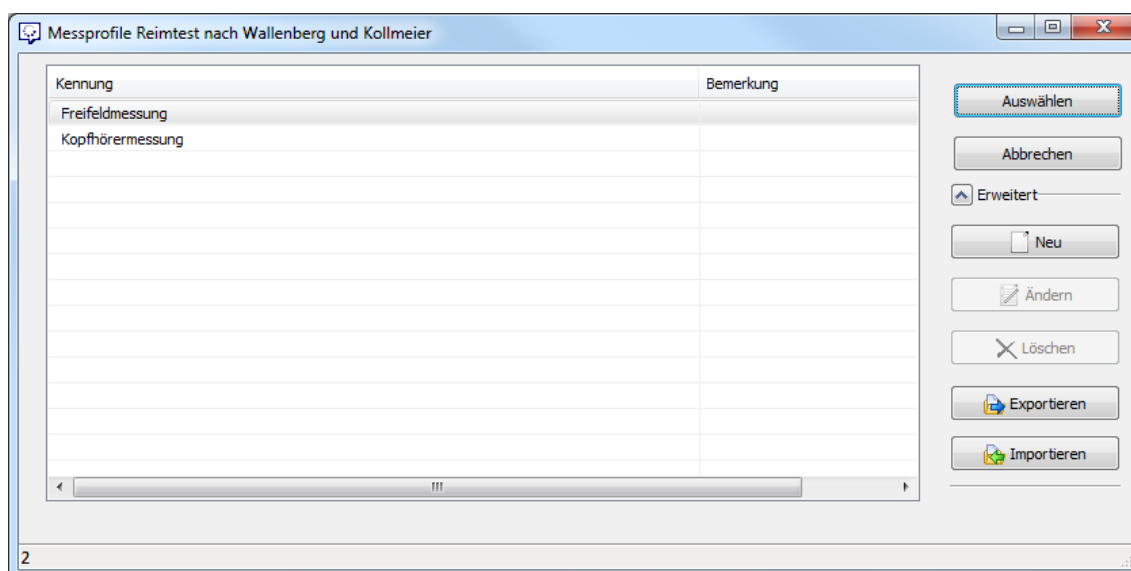 Messprofile Reimtest nach Wallenberg und Kollmeier
Kennung Bemerkung
Freifeldmessung
Kopfhörermessung
Auswählen
Abbrechen
Erweitert
Neu
Ändern
Löschen
Exportieren
Importieren
2